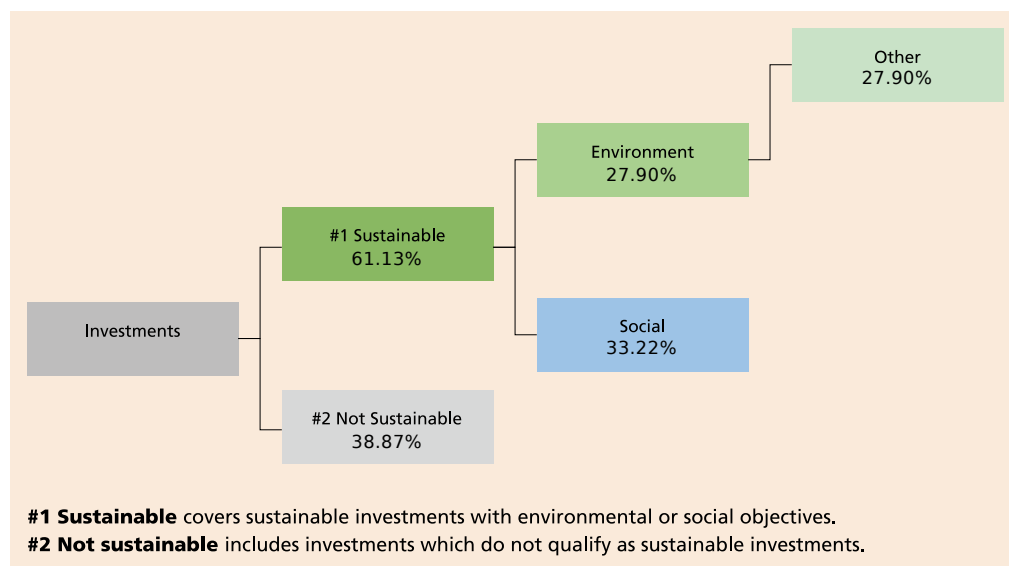 Other
27.90%
Environment
27.90%
#1 Sustainable
61.13%
Social
33.22%
Investments
#2 Not Sustainable
38.87%
#1 Sustainable covers sustainable investments with environmental or social objectives.
#2 Not sustainable includes investments which do not qualify as sustainable investments.